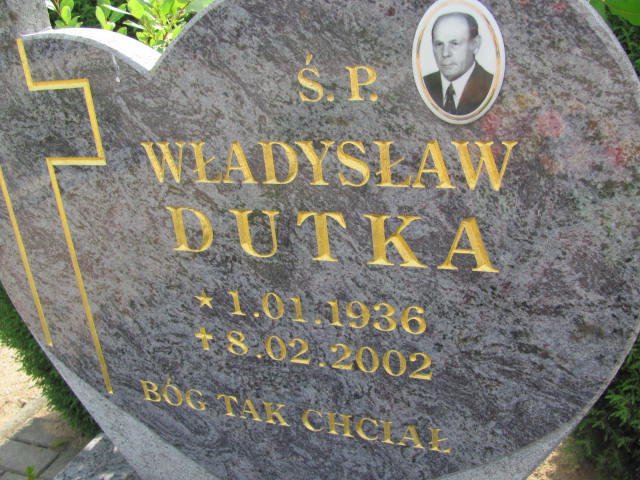 Ś. P.
WŁADYSŁAW
DUTKA
★ 1.01.1936
✝ 8.02.2002
BÓG TAK CHCIAŁ